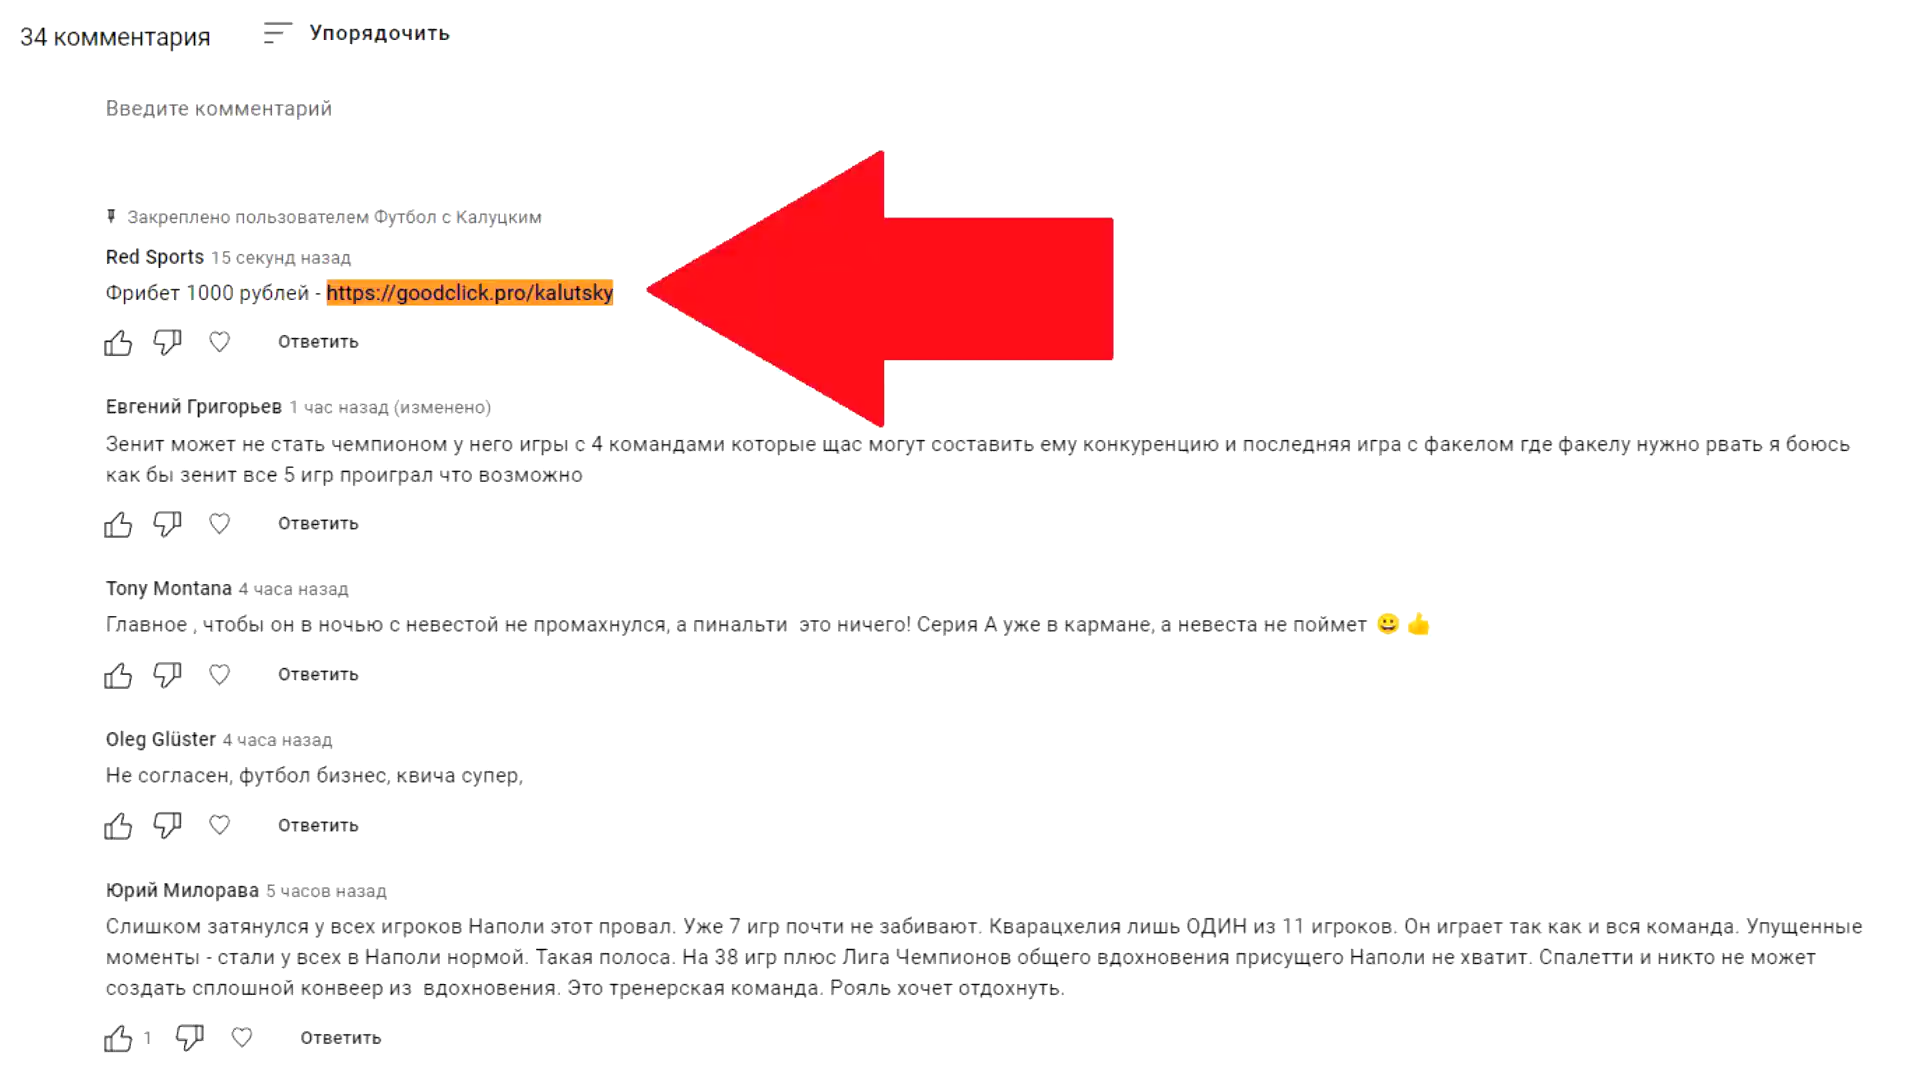 34 комментария
Упорядочить
Введите комментарий
Закреплено пользователем Футбол с Калуцким
Red Sports 15 секунд назад
Фрибет 1000 рублей - https://goodclick.pro/kalutsky
Ответить
Евгений Григорьев 1 час назад (изменено)
Зенит может не стать чемпионом у него игры с 4 командами которые щас могут составить ему конкуренцию и последняя игра с факелом где факелу нужно рвать я боюсь
как бы зенит все 5 игр проиграл что возможно
Ответить
Tony Montana 4 часа назад
Главное , чтобы он в ночью с невестой не промахнулся, а пинальти  это ничего! Серия А уже в кармане, а невеста не поймет 😀 👍
Ответить
Oleg Glüster 4 часа назад
Не согласен, футбол бизнес, квича супер,
Ответить
Юрий Милорава 5 часов назад
Слишком затянулся у всех игроков Наполи этот провал. Уже 7 игр почти не забивают. Кварацхелия лишь ОДИН из 11 игроков. Он играет так как и вся команда. Упущенные
моменты - стали у всех в Наполи нормой. Такая полоса. На 38 игр плюс Лига Чемпионов общего вдохновения присущего Наполи не хватит. Спалетти и никто не может
создать сплошной конвеер из  вдохновения. Это тренерская команда. Рояль хочет отдохнуть.
1 Ответить